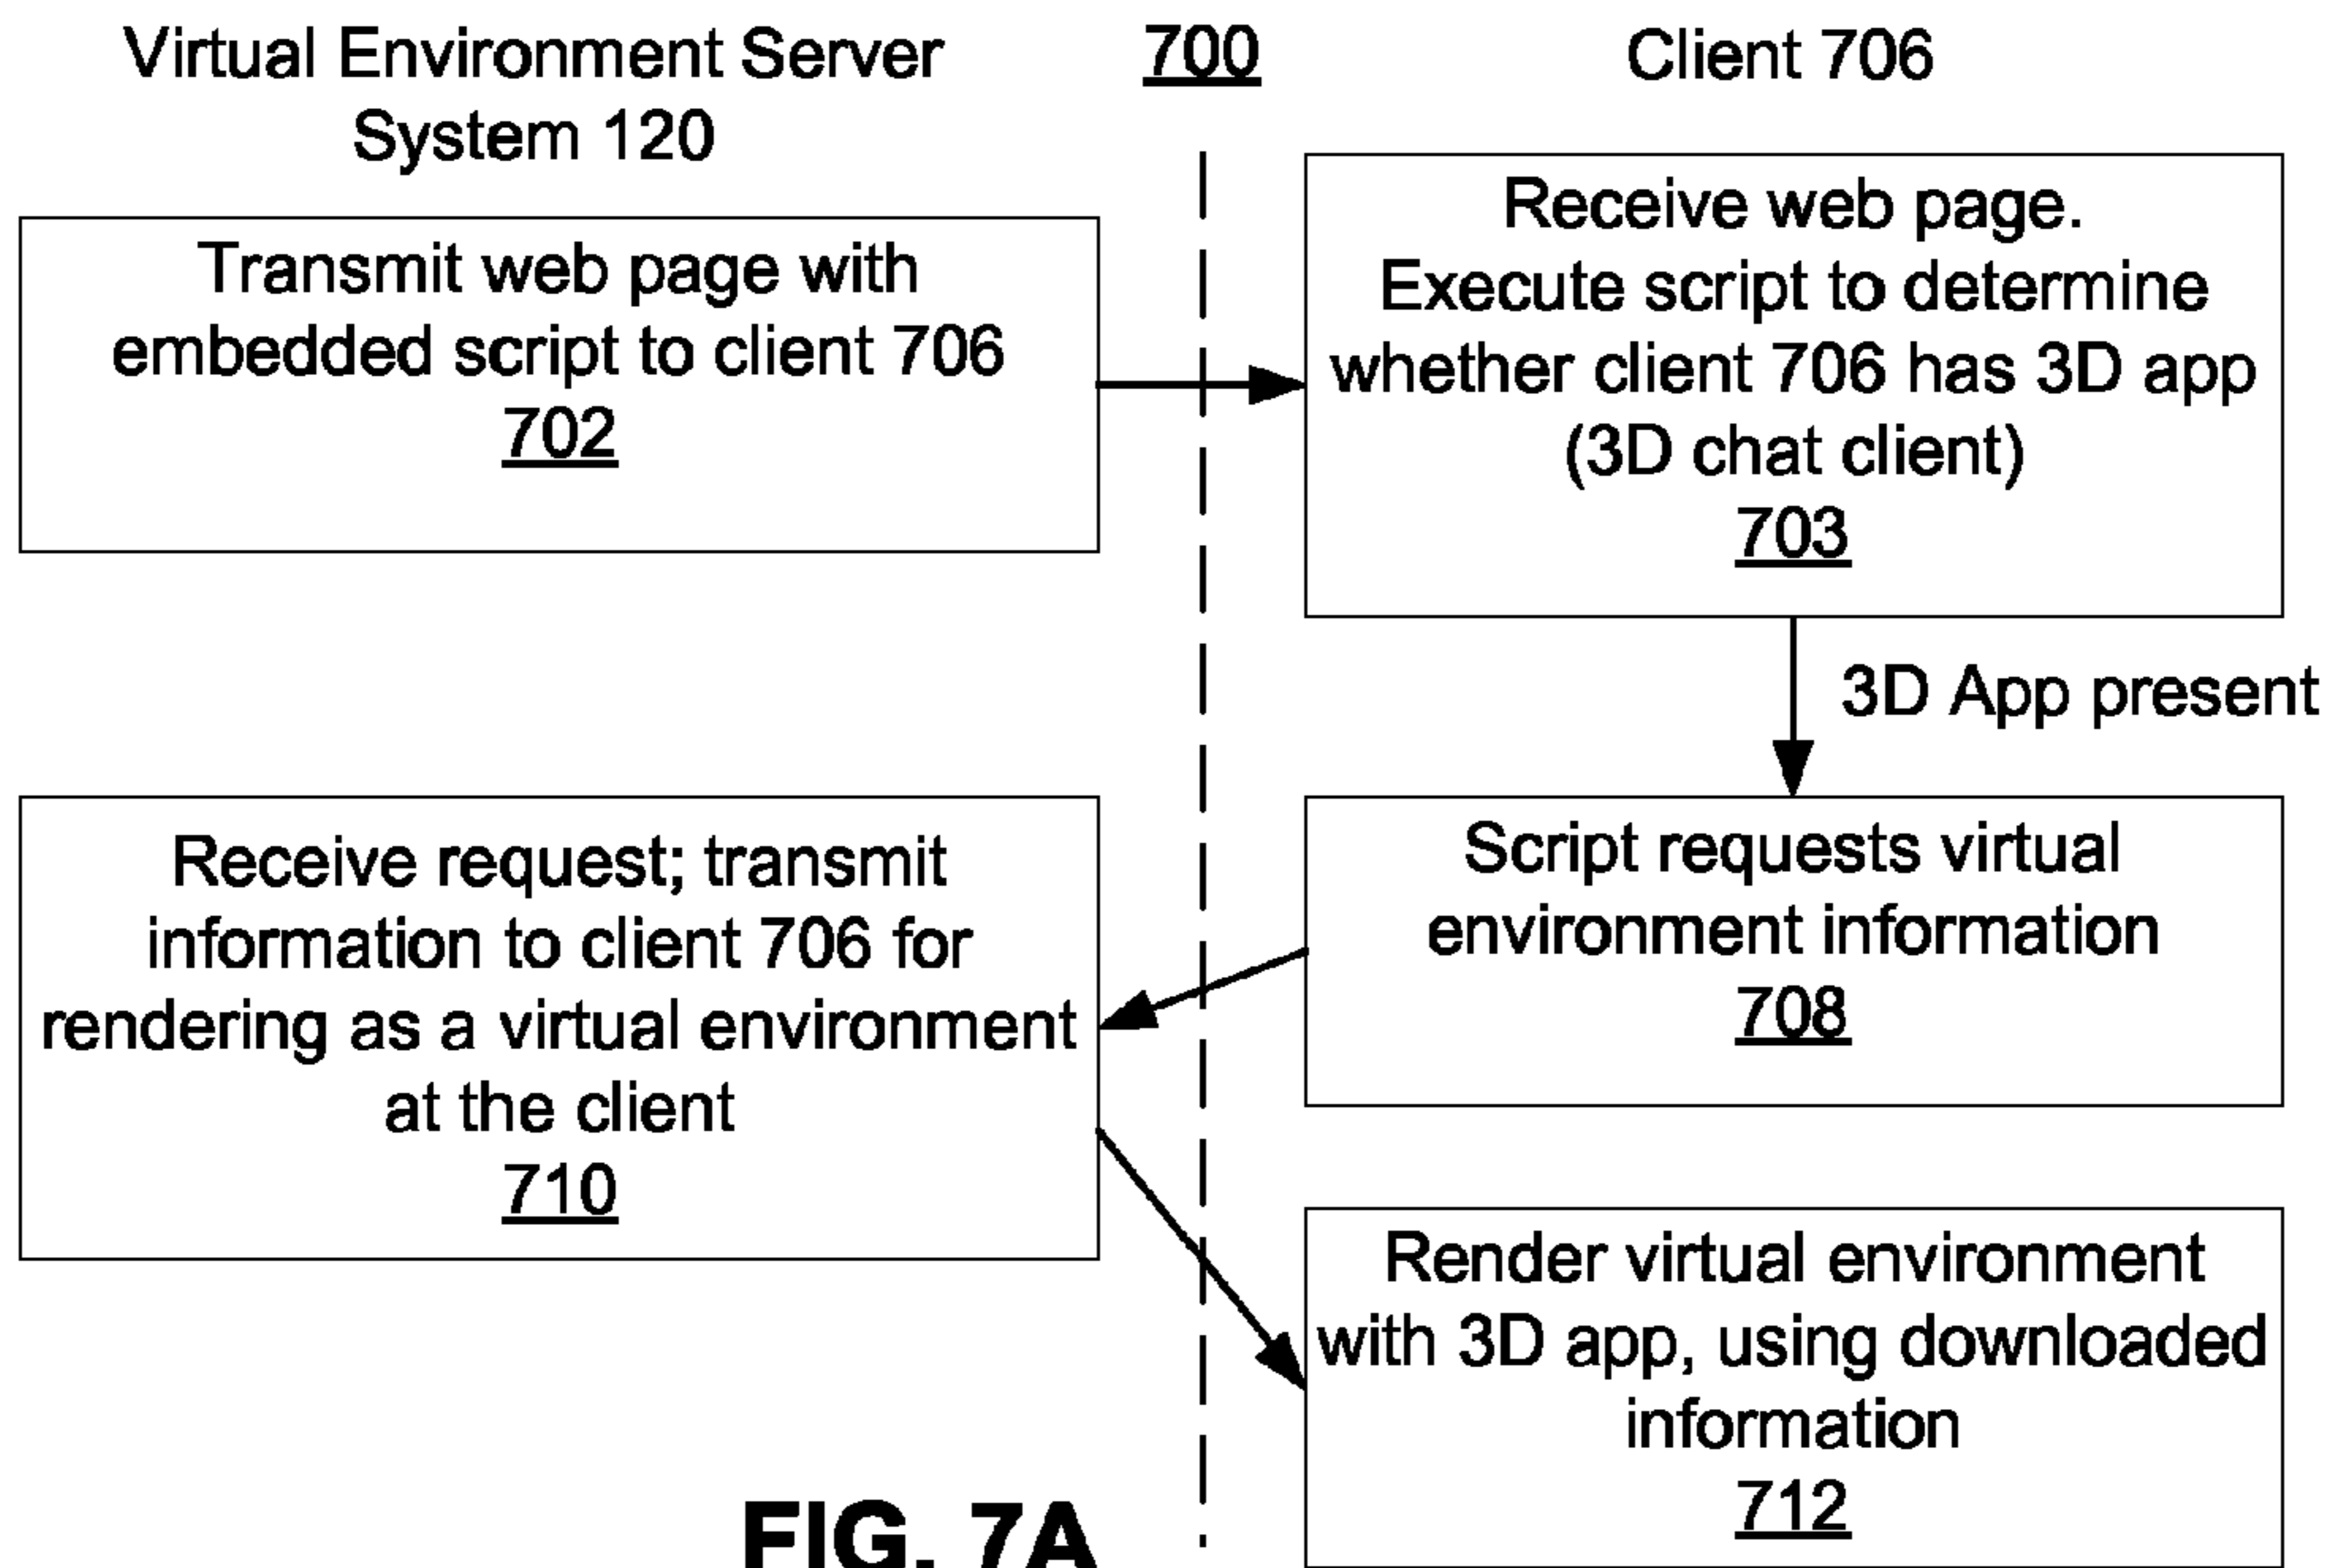 Virtual Environment Server
System 120
700
Client 706
Transmit web page with
embedded script to client 706
702
Receive web page.
Execute script to determine
whether client 706 has 3D app
(3D chat client)
703
3D App present
Script requests virtual
environment information
708
Receive request; transmit
information to client 706 for
rendering as a virtual environment
at the client
710
Render virtual environment
with 3D app, using downloaded
information
712
FIG. 7A